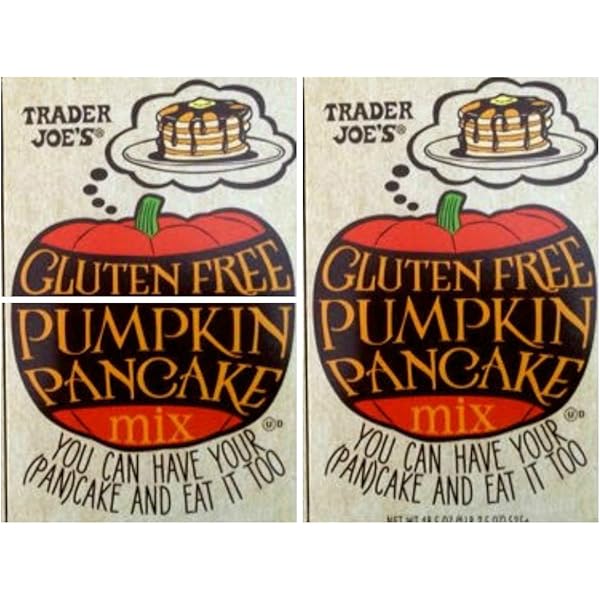 TRADER
JOE'S®
GLUTEN FREE
PUMPKIN
PANCAKE
mix
Ⓤ D
YOU CAN HAVE YOUR
(PAN)CAKE AND EAT IT TOO
TRADER
JOE'S®
GLUTEN FREE
PUMPKIN
PANCAKE
mix
Ⓤ D
YOU CAN HAVE YOUR
(PAN)CAKE AND EAT IT TOO